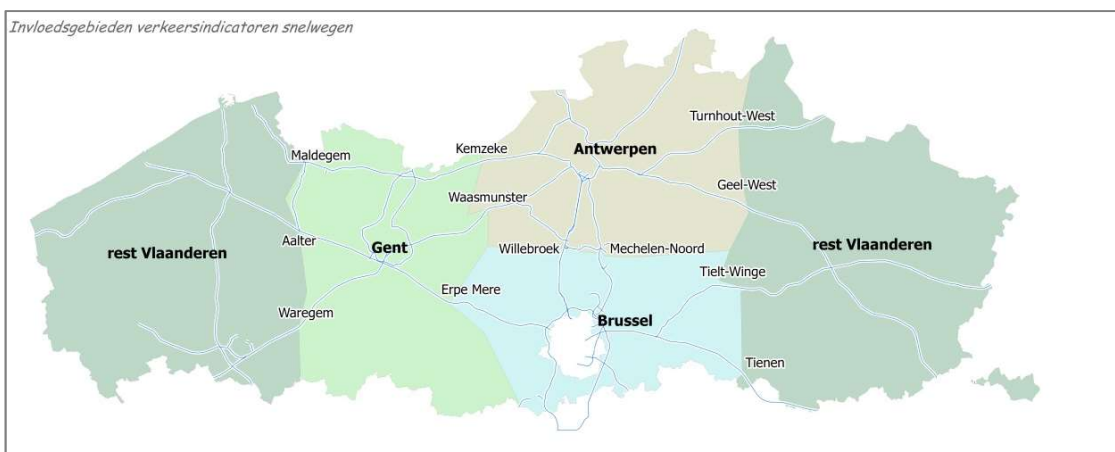 Invloedsgebieden verkeersindicatoren snelwegen
Turnhout-West
Maldegem
Kemzeke
Antwerpen
Geel-West
Waasmunster
Aalter
Gent
Willebroek
Mechelen-Noord
rest Vlaanderen
rest Vlaanderen
Tielt-Winge
Erpe Mere
Waregem
Brussel
Tienen